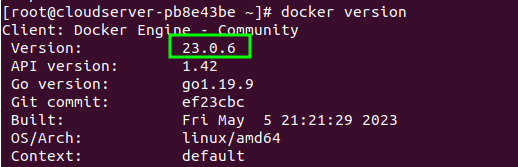 [root@cloudserver-pb8e43be ~]# docker version
Client: Docker Engine - Community
Version: 23.0.6
API version: 1.42
Go version: go1.19.9
Git commit: ef23cbc
Built: Fri May  5 21:21:29 2023
OS/Arch: linux/amd64
Context: default